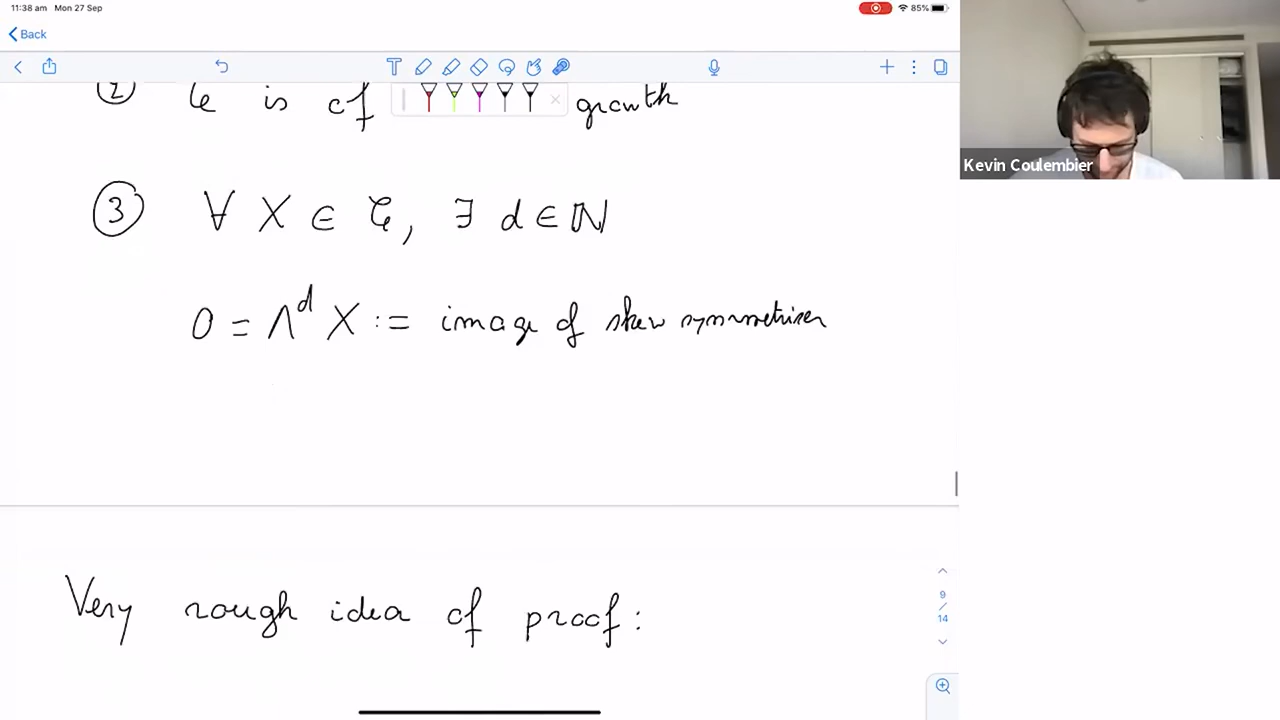 11:38 am Mon 27 Sep
85%
Back
② 𝒞 is of growth
③ ∀ X ∈ 𝒞, ∃ d ∈ ℕ
0 = Λ^d X := image of skew symmetriser
Very rough idea of proof:
9
/
14
Kevin Coulembier